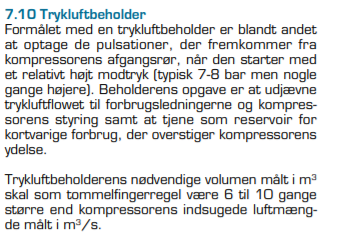 7.10 Trykluftbeholder
Formålet med en trykluftbeholder er blandt andet
at optage de pulsationer, der fremkommer fra
kompressorens afgangsrør, når den starter med
et relativt højt modtryk (typisk 7-8 bar men nogle
gange højere). Beholderens opgave er at udjævne
trykluftflowet til forbrugsledningerne og kompres-
sorens styring samt at tjene som reservoir for
kortvarige forbrug, der overstiger kompressorens
ydelse.
Trykluftbeholderens nødvendige volumen målt i m³
skal som tommelfingerregel være 6 til 10 gange
større end kompressorens indsugede luftmæng-
de målt i m³/s.